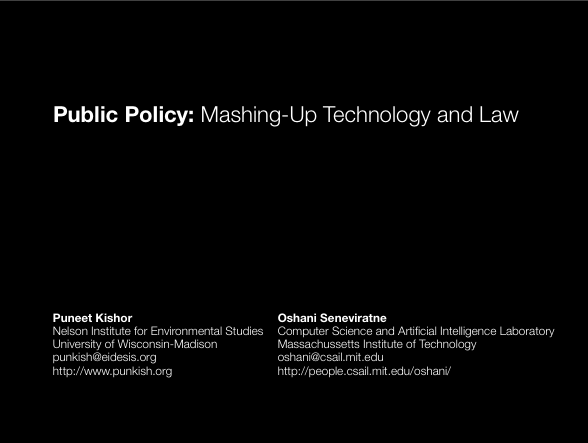 Public Policy: Mashing-Up Technology and Law
Puneet Kishor
Nelson Institute for Environmental Studies
University of Wisconsin-Madison
punkish@eidesis.org
http://www.punkish.org
Oshani Seneviratne
Computer Science and Artificial Intelligence Laboratory
Massachussetts Institute of Technology
oshani@csail.mit.edu
http://people.csail.mit.edu/oshani/